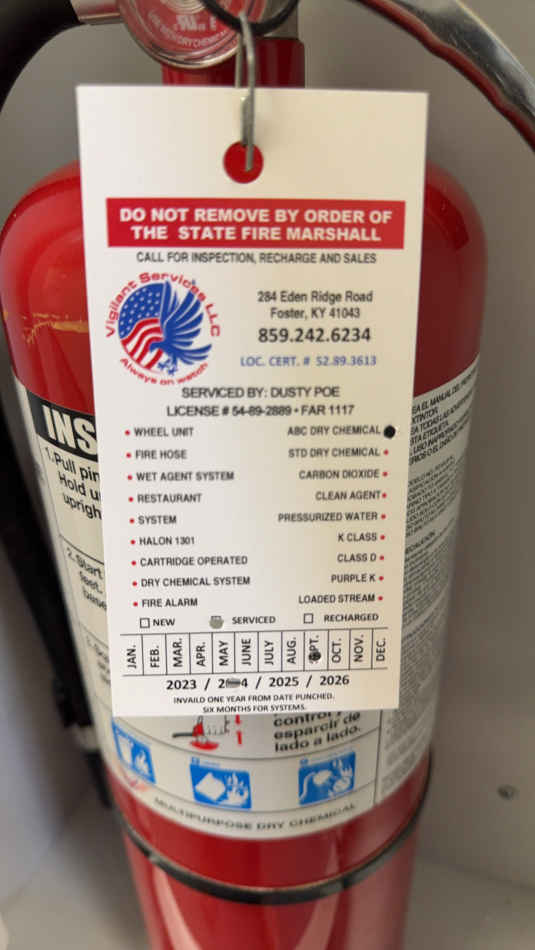 DO NOT REMOVE BY ORDER OF
THE STATE FIRE MARSHALL
CALL FOR INSPECTION, RECHARGE AND SALES
Vigilant Services LLC
Always on watch
284 Eden Ridge Road
Foster, KY 41043
859.242.6234
LOC. CERT. # 52.89.3613
SERVICED BY: DUSTY POE
LICENSE # 54-89-2889 • FAR 1117
• WHEEL UNIT
• FIRE HOSE
• WET AGENT SYSTEM
• RESTAURANT
• SYSTEM
• HALON 1301
• CARTRIDGE OPERATED
• DRY CHEMICAL SYSTEM
• FIRE ALARM
ABC DRY CHEMICAL
STD DRY CHEMICAL •
CARBON DIOXIDE •
CLEAN AGENT •
PRESSURIZED WATER •
K CLASS •
CLASS D •
PURPLE K •
LOADED STREAM •
NEW SERVICED RECHARGED
JAN. FEB. MAR. APR. MAY JUNE JULY AUG. SEPT. OCT. NOV. DEC.
2023 / 2024 / 2025 / 2026
INVAILD ONE YEAR FROM DATE PUNCHED.
SIX MONTHS FOR SYSTEMS.
INS
1. Pull pin
Hold u
uprigh
2. Start
feet.
base
control y
esparcir de
lado a lado.
MULTIPURPOSE DRY CHEMICAL